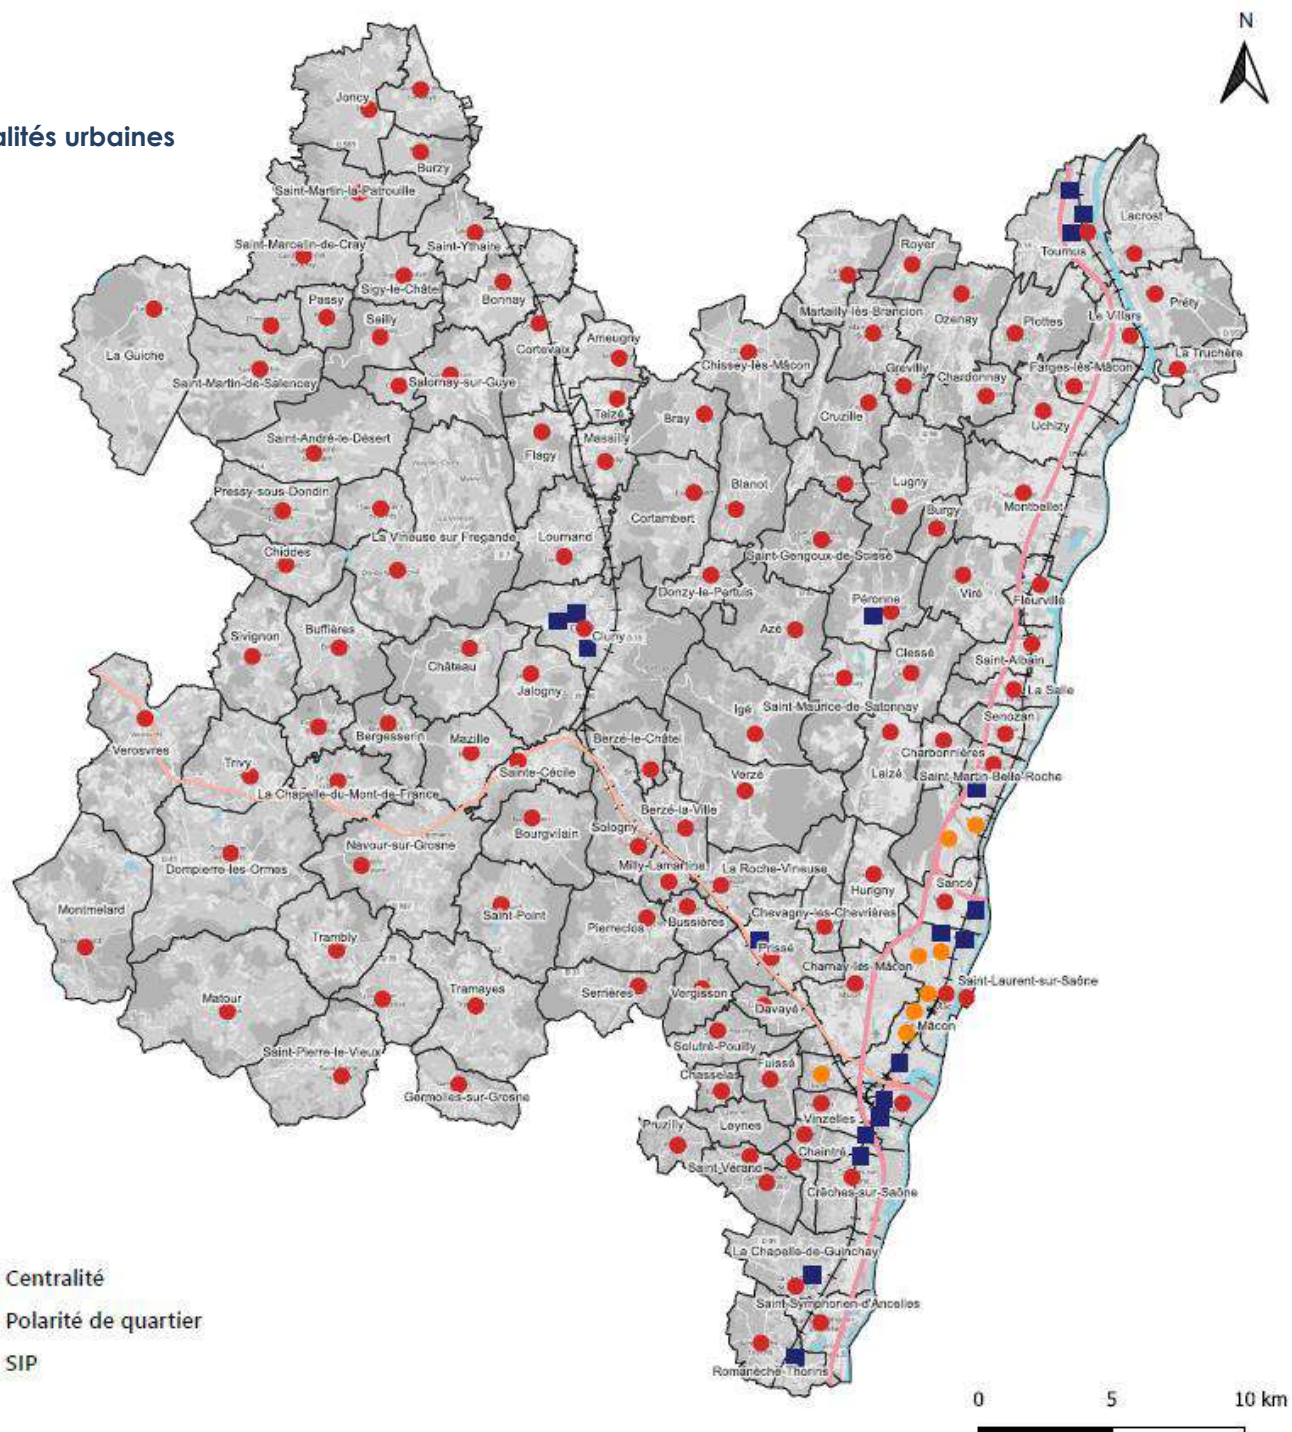 N
alités urbaines
Joncy
Burzy
Saint-Martin-la-Patrouille
Lacrost
Saint-Marcelin-de-Cray
Saint-Ythaire
Royer
Tournus
Sigy-le-Châtel
Passy
Bonnay
Martailly-lès-Brancion
Ozenay
Plottes
Le Villars
Préty
Sailly
La Guiche
Cortevaix
Ameugny
Chissey-lès-Mâcon
Grevilly
Chardonnay
Farges-lès-Mâcon
La Truchère
Saint-Martin-de-Salencey
Salornay-sur-Guye
Taizé
Bray
Cruzille
Uchizy
Saint-André-le-Désert
Flagy
Massilly
Pressy-sous-Dondin
Blanot
Lugny
Cortambert
Burgy
Montbellet
La Vineuse sur Fregande
Lournand
Chiddes
Saint-Gengoux-de-Scissé
Donzy-le-Pertuis
Viré
Péronne
Fleurville
Sivignon
Buffières
Cluny
Azé
Château
Clessé
Saint-Albain
Jalogny
La Salle
Igé
Saint-Maurice-de-Satonnay
Senozan
Verosvres
Bergesserin
Mazille
Berzé-le-Châtel
Charbonnières
Trivy
Sainte-Cécile
Verzé
Laizé
Saint-Martin-Belle-Roche
La Chapelle-du-Mont-de-France
Berzé-la-Ville
Bourgvilain
Sologny
Navour-sur-Grosne
Dompierre-les-Ormes
Milly-Lamartine
La Roche-Vineuse
Hurigny
Sancé
Montmelard
Saint-Point
Pierreclos
Bussières
Chevagny-les-Chevrières
Trambly
Prissé
Charnay-lès-Mâcon
Matour
Tramayes
Serrières
Vergisson
Davayé
Saint-Laurent-sur-Saône
Mâcon
Solutré-Pouilly
Saint-Pierre-le-Vieux
Chasselas
Fuissé
Germolles-sur-Grosne
Pruzilly
Leynes
Vinzelles
Chaintré
Saint-Vérand
Crêches-sur-Saône
La Chapelle-de-Guinchay
Saint-Symphorien-d'Ancelles
Romanèche-Thorins
Centralité
Polarité de quartier
SIP
0 5 10 km